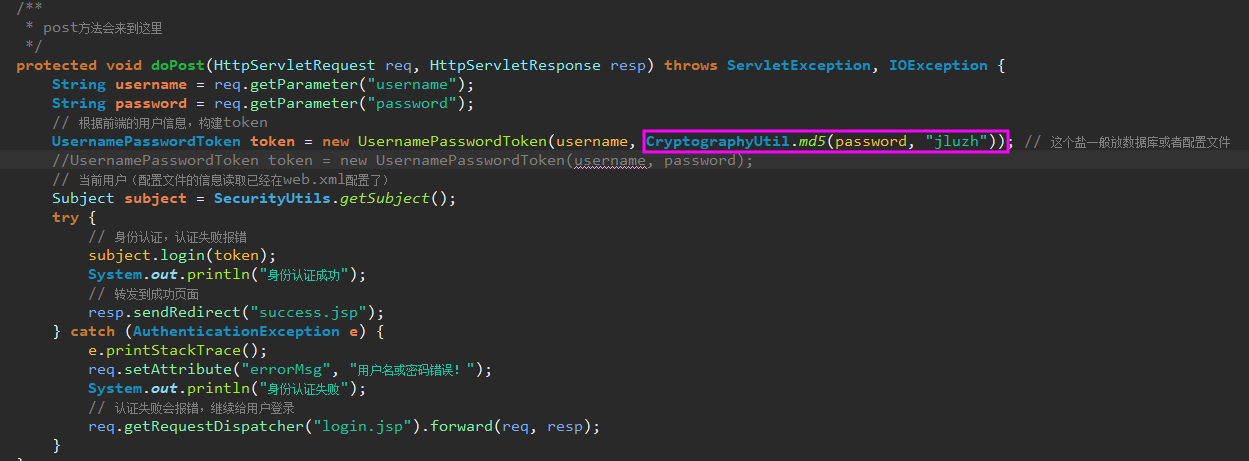 /**
 * post方法会来到这里
 */
protected void doPost(HttpServletRequest req, HttpServletResponse resp) throws ServletException, IOException {
    String username = req.getParameter("username");
    String password = req.getParameter("password");
    // 根据前端的用户信息，构建token
    UsernamePasswordToken token = new UsernamePasswordToken(username, CryptographyUtil.md5(password, "jluzh")); // 这个盐一般放数据库或者配置文件
    //UsernamePasswordToken token = new UsernamePasswordToken(username, password);
    // 当前用户（配置文件的信息读取已经在web.xml配置了）
    Subject subject = SecurityUtils.getSubject();
    try {
        // 身份认证，认证失败报错
        subject.login(token);
        System.out.println("身份认证成功");
        // 转发到成功页面
        resp.sendRedirect("success.jsp");
    } catch (AuthenticationException e) {
        e.printStackTrace();
        req.setAttribute("errorMsg", "用户名或密码错误！");
        System.out.println("身份认证失败");
        // 认证失败会报错，继续给用户登录
        req.getRequestDispatcher("login.jsp").forward(req, resp);
    }
}